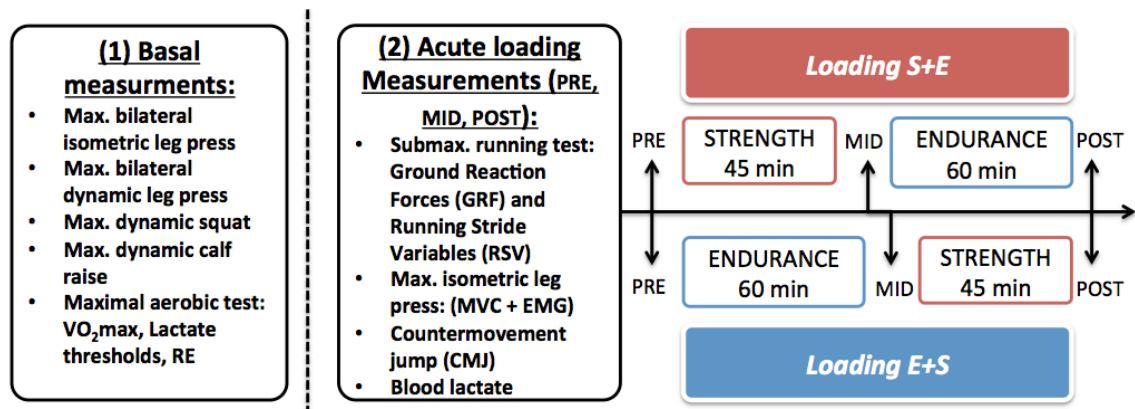 (1) Basal
measurments:
• Max. bilateral
isometric leg press
• Max. bilateral
dynamic leg press
• Max. dynamic squat
• Max. dynamic calf
raise
• Maximal aerobic test:
VO₂max, Lactate
thresholds, RE
(2) Acute loading
Measurements (PRE,
MID, POST):
• Submax. running test:
Ground Reaction
Forces (GRF) and
Running Stride
Variables (RSV)
• Max. isometric leg
press: (MVC + EMG)
• Countermovement
jump (CMJ)
• Blood lactate
Loading S+E
PRE
STRENGTH
45 min
MID
ENDURANCE
60 min
POST
PRE
ENDURANCE
60 min
MID
STRENGTH
45 min
POST
Loading E+S